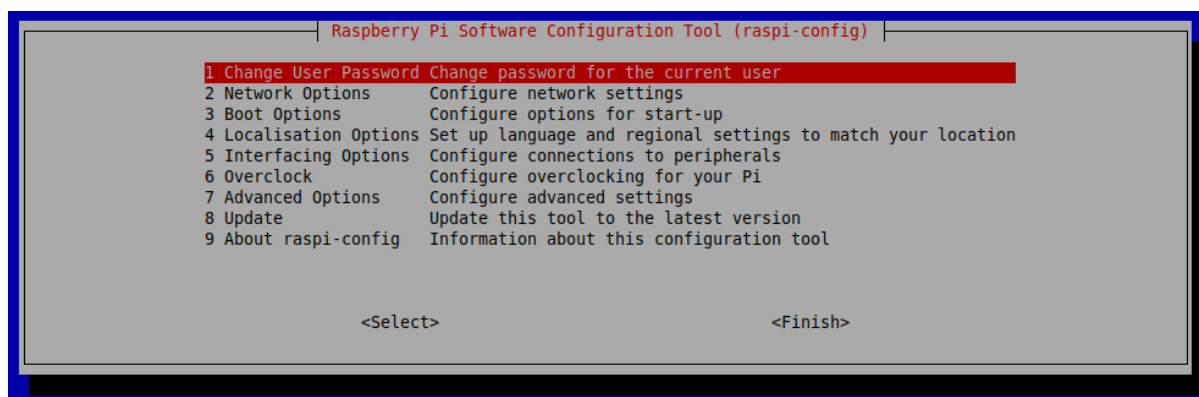 Raspberry Pi Software Configuration Tool (raspi-config)
1 Change User Password Change password for the current user
2 Network Options Configure network settings
3 Boot Options Configure options for start-up
4 Localisation Options Set up language and regional settings to match your location
5 Interfacing Options Configure connections to peripherals
6 Overclock Configure overclocking for your Pi
7 Advanced Options Configure advanced settings
8 Update Update this tool to the latest version
9 About raspi-config Information about this configuration tool
<Select> <Finish>